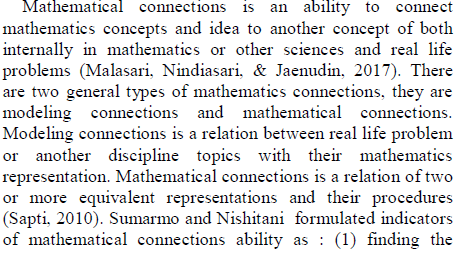 Mathematical connections is an ability to connect
mathematics concepts and idea to another concept of both
internally in mathematics or other sciences and real life
problems (Malasari, Nindiasari, & Jaenudin, 2017). There
are two general types of mathematics connections, they are
modeling connections and mathematical connections.
Modeling connections is a relation between real life problem
or another discipline topics with their mathematics
representation. Mathematical connections is a relation of two
or more equivalent representations and their procedures
(Sapti, 2010). Sumarmo and Nishitani formulated indicators
of mathematical connections ability as : (1) finding the